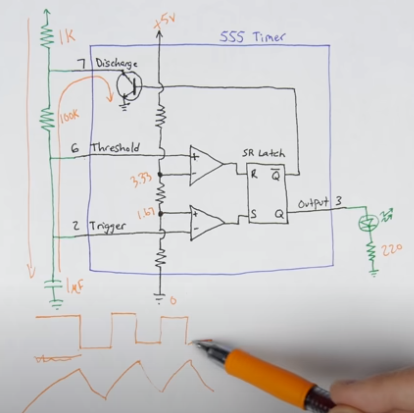 +5V
555 Timer
1K
7 Discharge
100K
6 Threshold
SR Latch
+
-
R Q
3.33
1.67
Output 3
2 Trigger
+
-
S Q
220
1µF
0